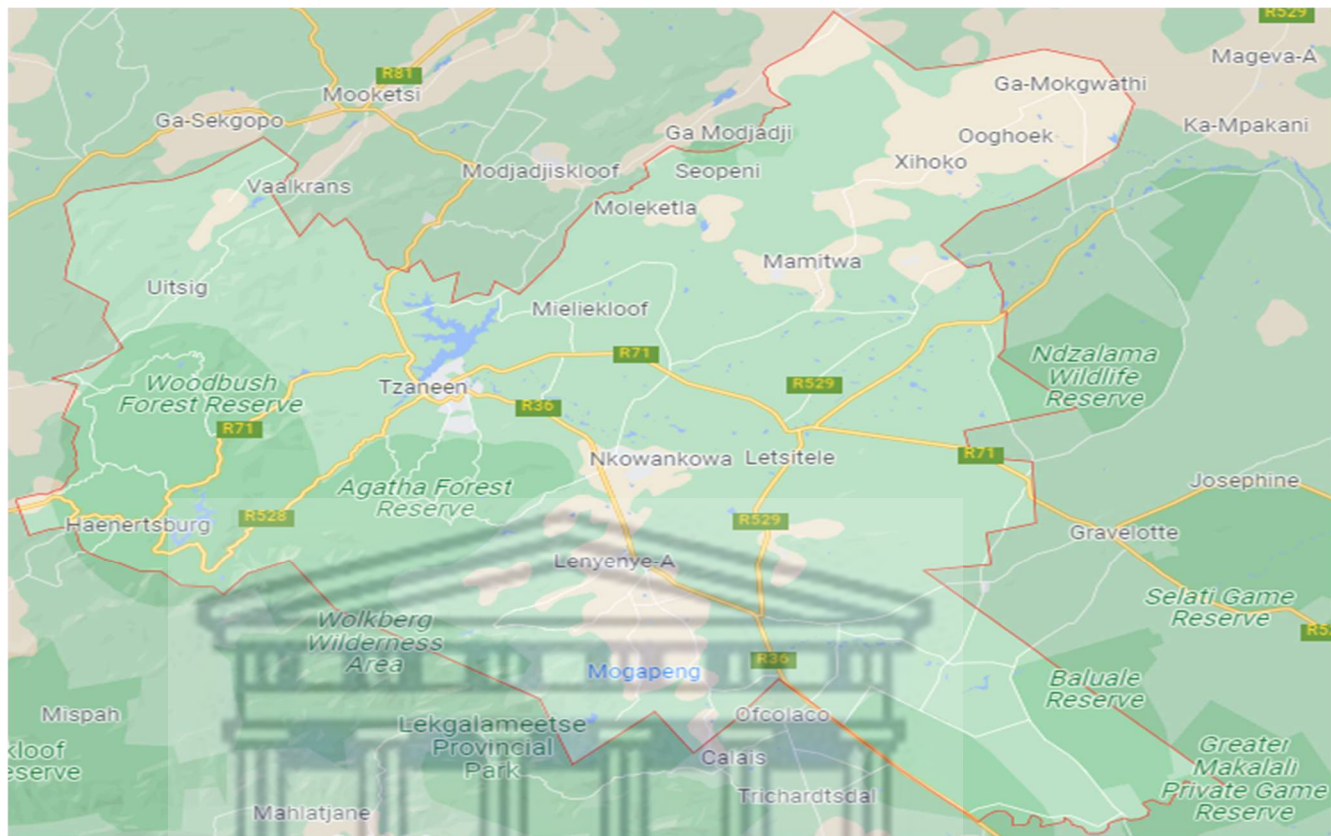 R529
Mageva-A
R81
Mooketsi
Ga-Mokgwathi
Ga-Sekgopo
Ga Modjadji
Ooghoek
Ka-Mpakani
Modjadjiskloof
Seopeni
Xihoko
Vaalkrans
Moleketla
Mamitwa
Uitsig
Mieliekloof
R71
Ndzalama
Wildlife
Reserve
Woodbush
Forest Reserve
Tzaneen
R529
R36
R71
Nkowankowa
Letsitele
R71
Agatha Forest
Reserve
Josephine
Haenertsburg
R528
R529
Gravelotte
Lenyenye-A
Selati Game
Reserve
Wolkberg
Wilderness
Area
R36
Mogapeng
Baluale
Reserve
Mispah
Ofcolaco
Lekgalameetse
Provincial
Park
kloof
eserve
Calais
Greater
Makalali
Private Game
Reserve
Trichardtsdal
Mahlatjane